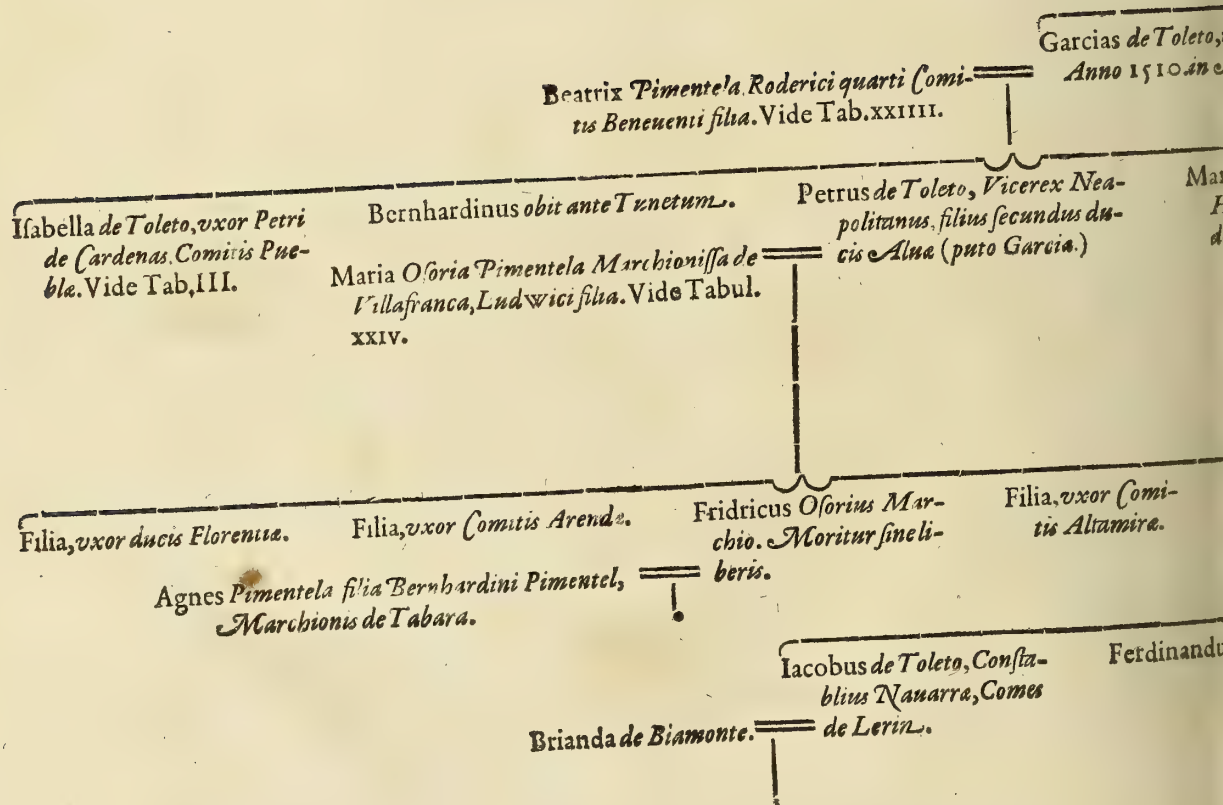 Garcias de Toleto,
Anno 1510. in
Beatrix Pimentela. Roderici quarti Comi-
tis Beneuenti filia. Vide Tab. XXIIII.
Iſabella de Toleto, vxor Petri
de Cardenas. Comitis Pue-
blæ. Vide Tab, III.
Bernhardinus obit ante Tunetum.
Petrus de Toleto, Vicerex Nea-
politanus, filius ſecundus du-
cis Aluæ (puto Garciæ.)
Maria Oſoria Pimentela Marchioniſſa de
Villafranca, Ludwici filia. Vide Tabul.
XXIV.
Filia, vxor ducis Florentiæ.
Filia, vxor Comitis Arendæ.
Fridricus Oſorius Mar-
chio. Moritur ſine li-
beris.
Filia, vxor Comi-
tis Altamiræ.
Agnes Pimentela filia Bernhardini Pimentel,
Marchionis de Tabara.
Iacobus de Toleto, Conſta-
blius Nauarræ, Comes
de Lerin.
Ferdinandu
Brianda de Biamonte.